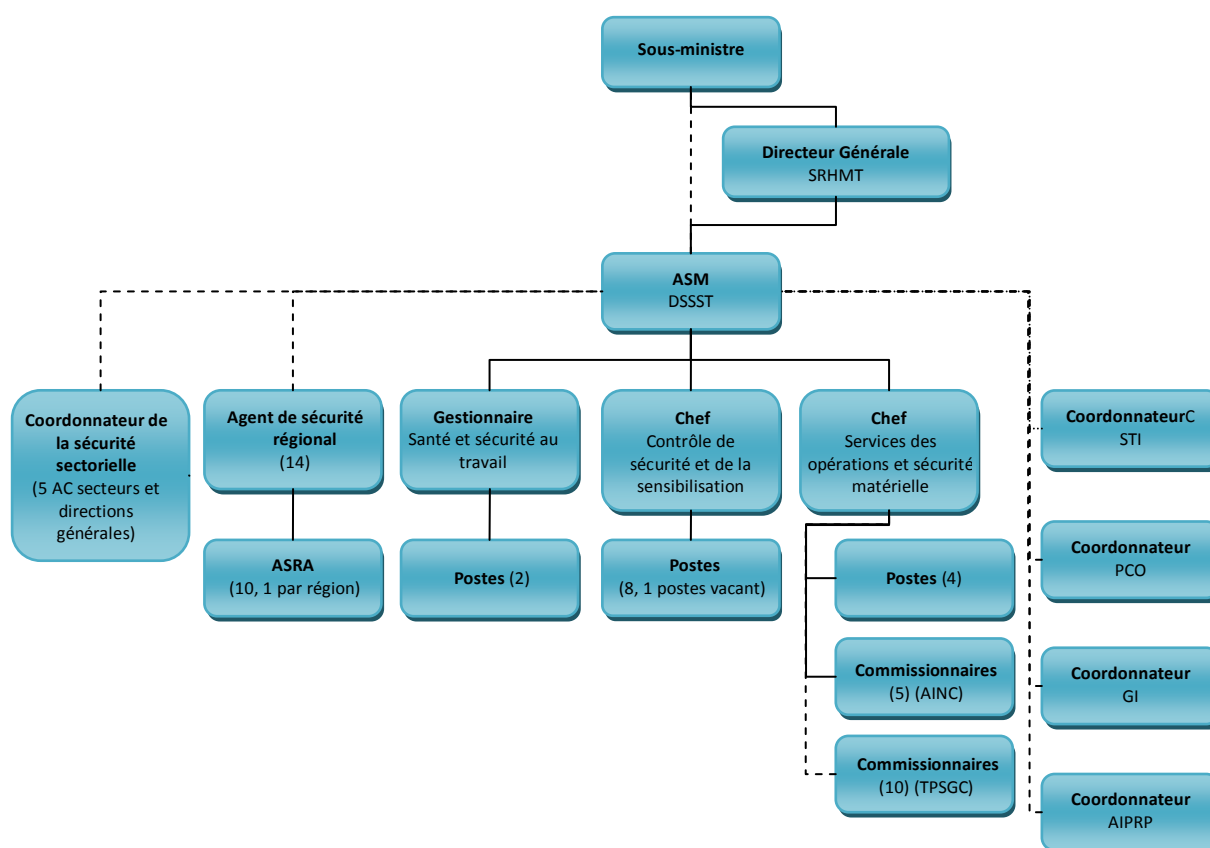 Sous-ministre
Directeur Générale
SRHMT
ASM
DSSST
Coordonnateur de
la sécurité
sectorielle
(5 AC secteurs et
directions
générales)
Agent de sécurité
régional
(14)
Gestionnaire
Santé et sécurité au
travail
Chef
Contrôle de
sécurité et de la
sensibilisation
Chef
Services des
opérations et sécurité
matérielle
CoordonnateurC
STI
ASRA
(10, 1 par région)
Postes (2)
Postes
(8, 1 postes vacant)
Postes (4)
Coordonnateur
PCO
Commissionnaires
(5) (AINC)
Coordonnateur
GI
Commissionnaires
(10) (TPSGC)
Coordonnateur
AIPRP